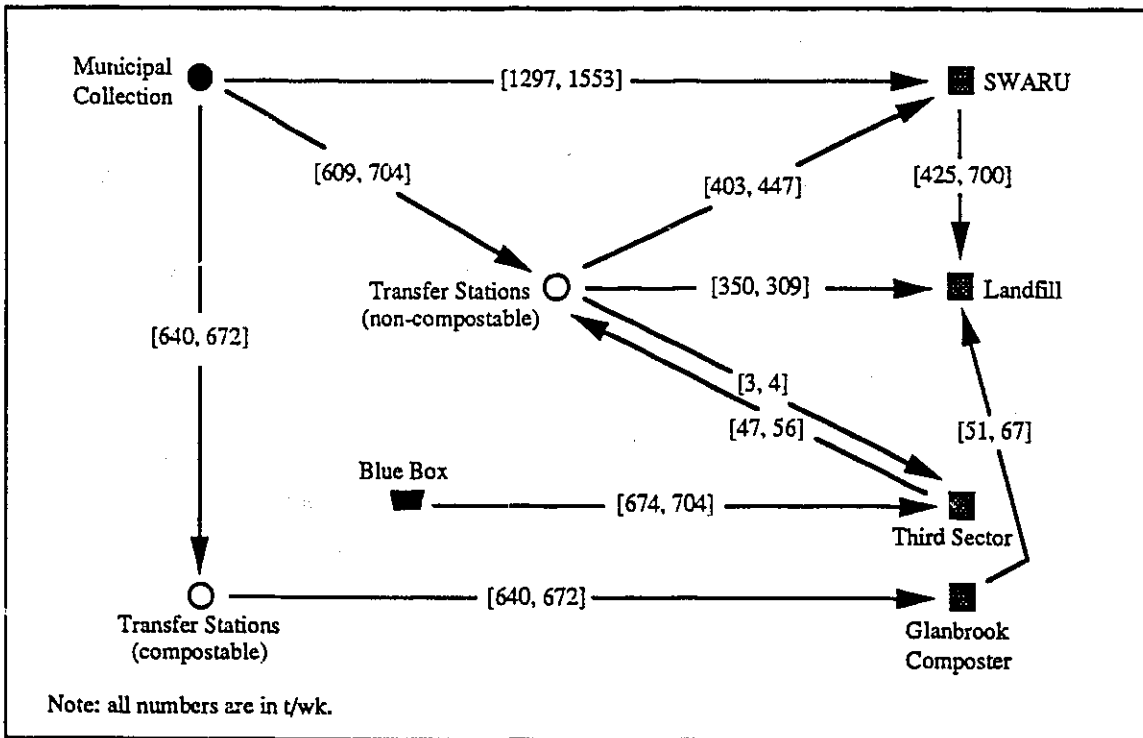 Municipal
Collection
[1297, 1553]
SWARU
[609, 704]
[403, 447]
[425, 700]
Transfer Stations
(non-compostable)
[350, 309]
Landfill
[640, 672]
[3, 4]
[47, 56]
[51, 67]
Blue Box
[674, 704]
Third Sector
[640, 672]
Transfer Stations
(compostable)
Glanbrook
Composter
Note: all numbers are in t/wk.